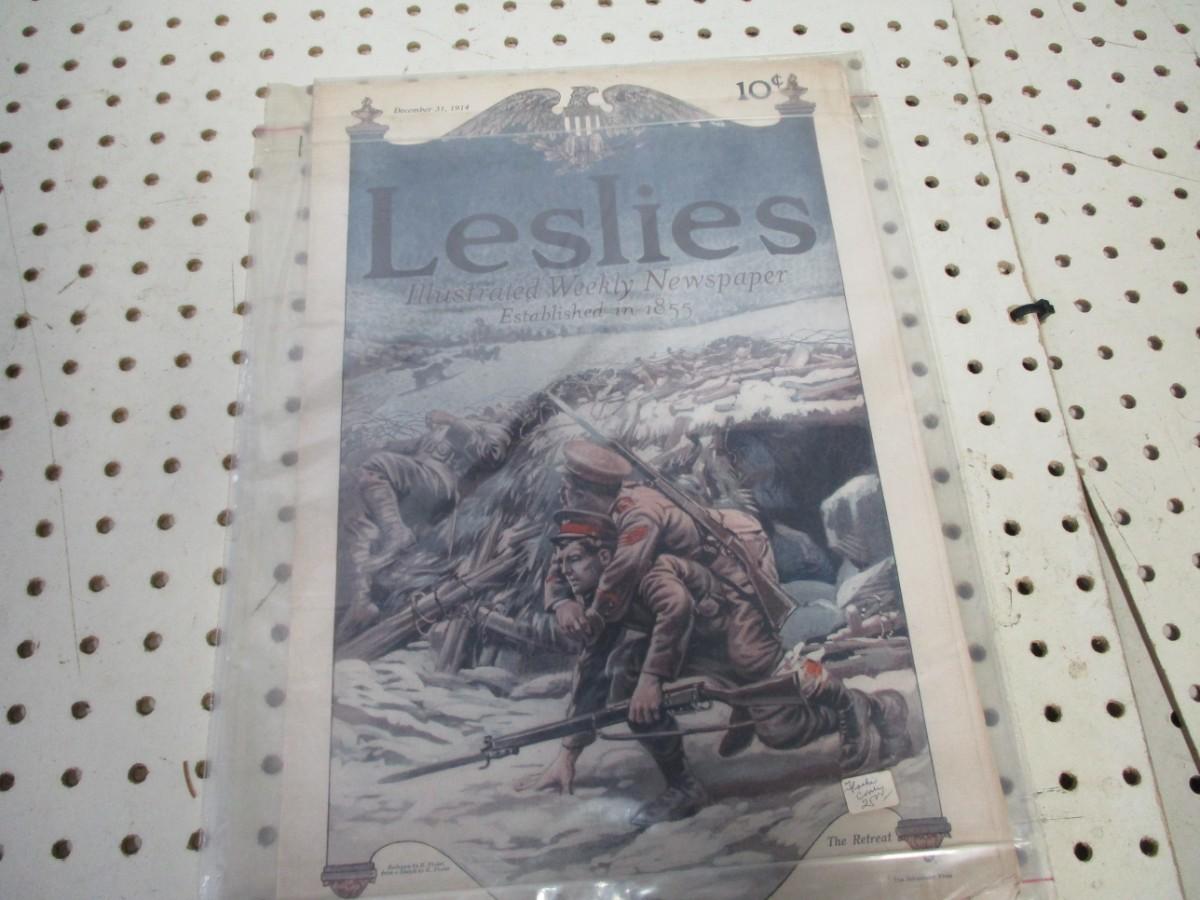 December 31, 1914
10¢
Leslies
Illustrated Weekly Newspaper
Established in 1855
The Retreat